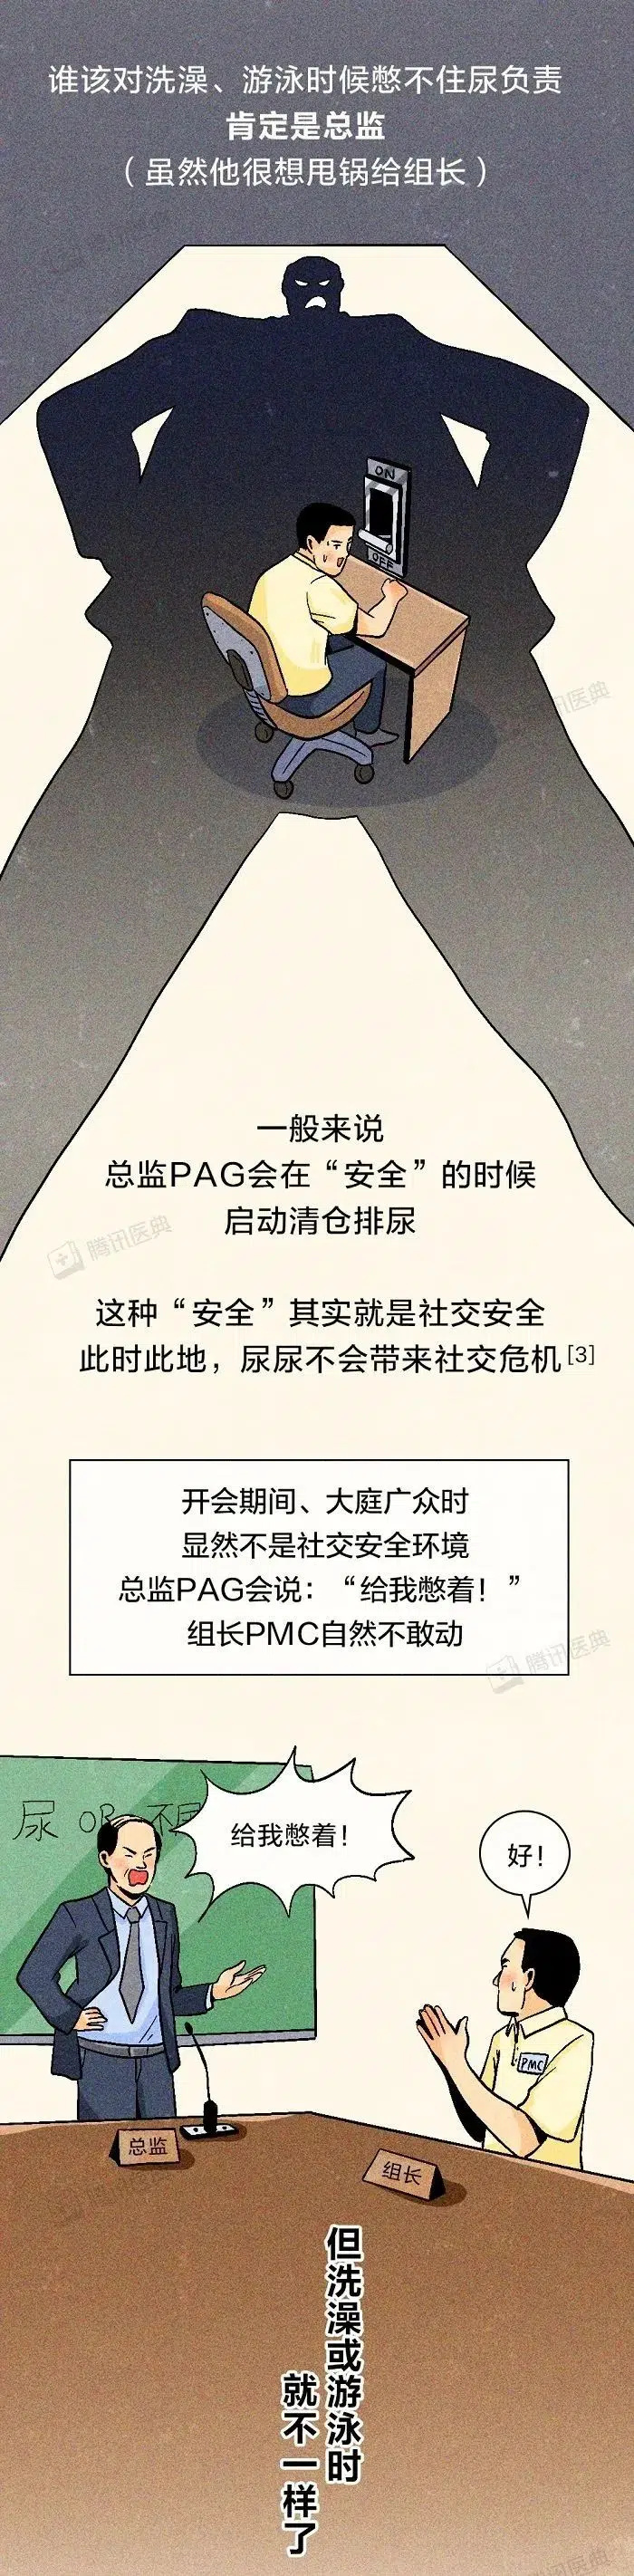 谁该对洗澡、游泳时候憋不住尿负责
肯定是总监
（虽然他很想甩锅给组长）
ON
OFF
腾讯医典
一般来说
总监PAG会在“安全”的时候
启动清仓排尿
腾讯医典
这种“安全”其实就是社交安全
此时此地，尿尿不会带来社交危机[3]
开会期间、大庭广众时
显然不是社交安全环境
总监PAG会说：“给我憋着！”
组长PMC自然不敢动
腾讯医典
尿 OR 不尿
给我憋着！
好！
PMC
总监
组长
但洗澡或游泳时
就不一样了